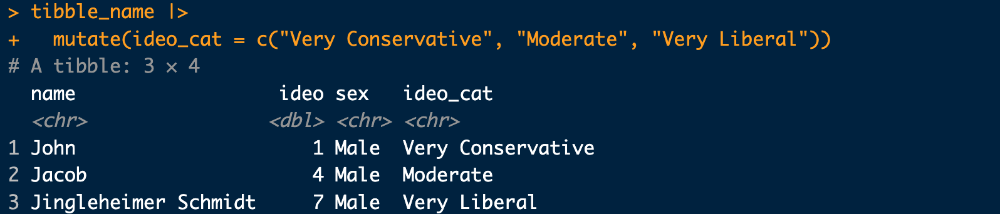 > tibble_name |>
+   mutate(ideo_cat = c("Very Conservative", "Moderate", "Very Liberal"))
# A tibble: 3 × 4
  name                  ideo sex   ideo_cat
  <chr>                <dbl> <chr> <chr>
1 John                     1 Male  Very Conservative
2 Jacob                    4 Male  Moderate
3 Jingleheimer Schmidt     7 Male  Very Liberal